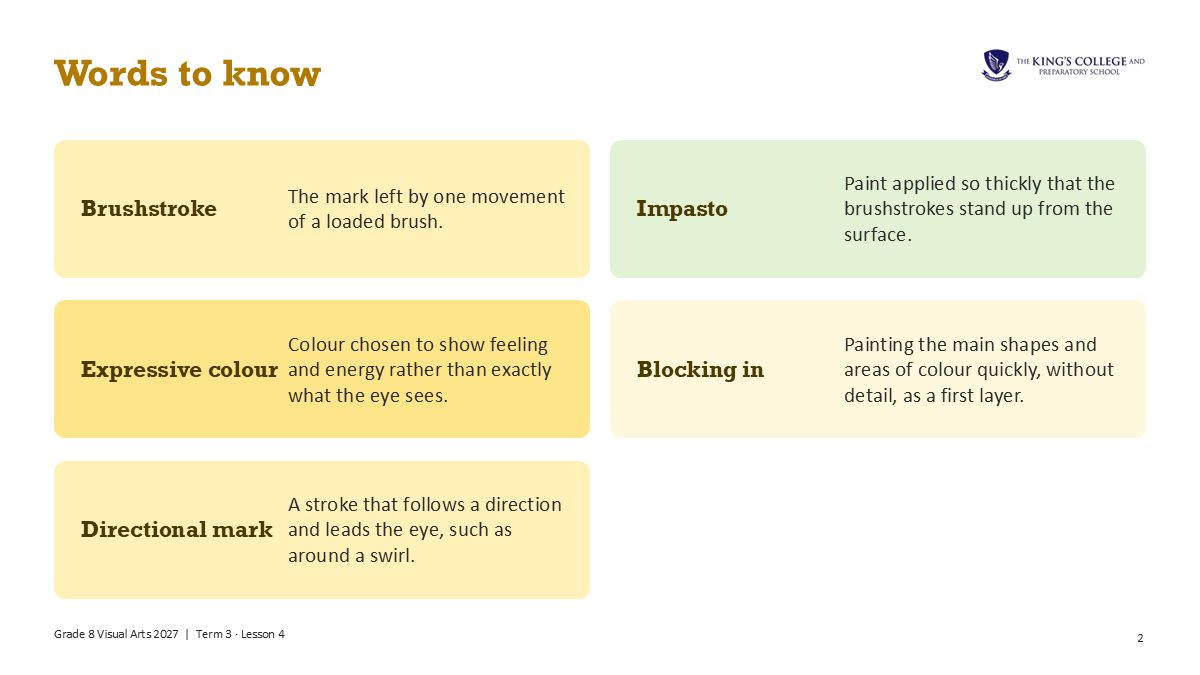 Words to know
THE KING'S COLLEGE AND
PREPARATORY SCHOOL
Brushstroke
The mark left by one movement
of a loaded brush.
Impasto
Paint applied so thickly that the
brushstrokes stand up from the
surface.
Expressive colour
Colour chosen to show feeling
and energy rather than exactly
what the eye sees.
Blocking in
Painting the main shapes and
areas of colour quickly, without
detail, as a first layer.
Directional mark
A stroke that follows a direction
and leads the eye, such as
around a swirl.
Grade 8 Visual Arts 2027 | Term 3 · Lesson 4
2